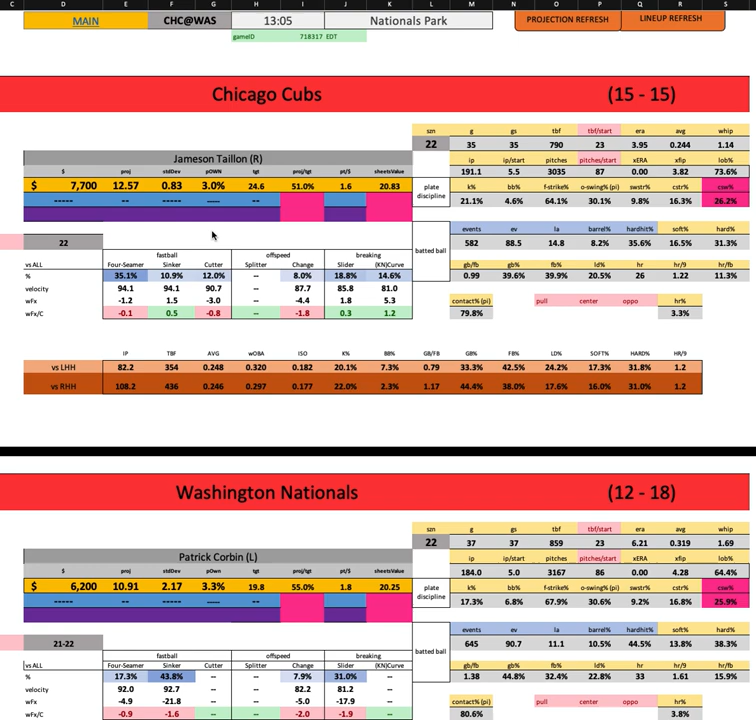 C D E F G H I J K L M N O P Q R S
MAIN CHC@WAS 13:05 Nationals Park PROJECTION REFRESH LINEUP REFRESH
gameID 718317 EDT
Chicago Cubs (15 - 15)
szn g gs tbf tbf/start era avg whip
22 35 35 790 23 3.95 0.244 1.14
Jameson Taillon (R) ip ip/start pitches pitches/start xERA xfip lob%
$ proj stdDev pOWN tgt proj/tgt pt/$ sheetsValue 191.1 5.5 3035 87 0.00 3.82 73.6%
$ 7,700 12.57 0.83 3.0% 24.6 51.0% 1.6 20.83 plate discipline k% bb% f-strike% o-swing% (pi) swstr% cstr% csw%
----- -- -- ---- -- 21.1% 4.6% 64.1% 30.1% 9.8% 16.3% 26.2%
events ev la barrel% hardhit% soft% hard%
22 batted ball 582 88.5 14.8 8.2% 35.6% 16.5% 31.3%
fastball offspeed breaking
vs ALL Four-Seamer Sinker Cutter Splitter Change Slider (KN)Curve gb/fb gb% fb% ld% hr hr/9 hr/fb
% 35.1% 10.9% 12.0% -- 8.0% 18.8% 14.6% 0.99 39.6% 39.9% 20.5% 26 1.22 11.3%
velocity 94.1 94.1 90.7 -- 87.7 85.8 81.0
wFx -1.2 1.5 -3.0 -- -4.4 1.8 5.3 contact% (pi) pull center oppo hr%
wFx/C -0.1 0.5 -0.8 -- -1.8 0.3 1.2 79.8% 3.3%
IP TBF AVG wOBA ISO K% BB% GB/FB GB% FB% LD% SOFT% HARD% HR/9
vs LHH 82.2 354 0.248 0.320 0.182 20.1% 7.3% 0.79 33.3% 42.5% 24.2% 17.3% 31.8% 1.2
vs RHH 108.2 436 0.246 0.297 0.177 22.0% 2.3% 1.17 44.4% 38.0% 17.6% 16.0% 31.0% 1.2
Washington Nationals (12 - 18)
szn g gs tbf tbf/start era avg whip
22 37 37 859 23 6.21 0.319 1.69
Patrick Corbin (L) ip ip/start pitches pitches/start xERA xfip lob%
$ proj stdDev pOwn tgt proj/tgt pt/$ sheetsValue 184.0 5.0 3167 86 0.00 4.28 64.4%
$ 6,200 10.91 2.17 3.3% 19.8 55.0% 1.8 20.25 plate discipline k% bb% f-strike% o-swing% (pi) swstr% cstr% csw%
----- -- -- ---- -- 17.3% 6.8% 67.9% 30.6% 9.2% 16.8% 25.9%
events ev la barrel% hardhit% soft% hard%
21-22 batted ball 645 90.7 11.1 10.5% 44.5% 13.8% 38.3%
fastball offspeed breaking
vs ALL Four-Seamer Sinker Cutter Splitter Change Slider (KN)Curve gb/fb gb% fb% ld% hr hr/9 hr/fb
% 17.3% 43.8% -- -- 7.9% 31.0% -- 1.38 44.8% 32.4% 22.8% 33 1.61 15.9%
velocity 92.0 92.7 -- -- 82.2 81.2 --
wFx -4.9 -21.8 -- -- -5.0 -17.9 -- contact% (pi) pull center oppo hr%
wFx/C -0.9 -1.6 -- -- -2.0 -1.9 -- 80.6% 3.8%